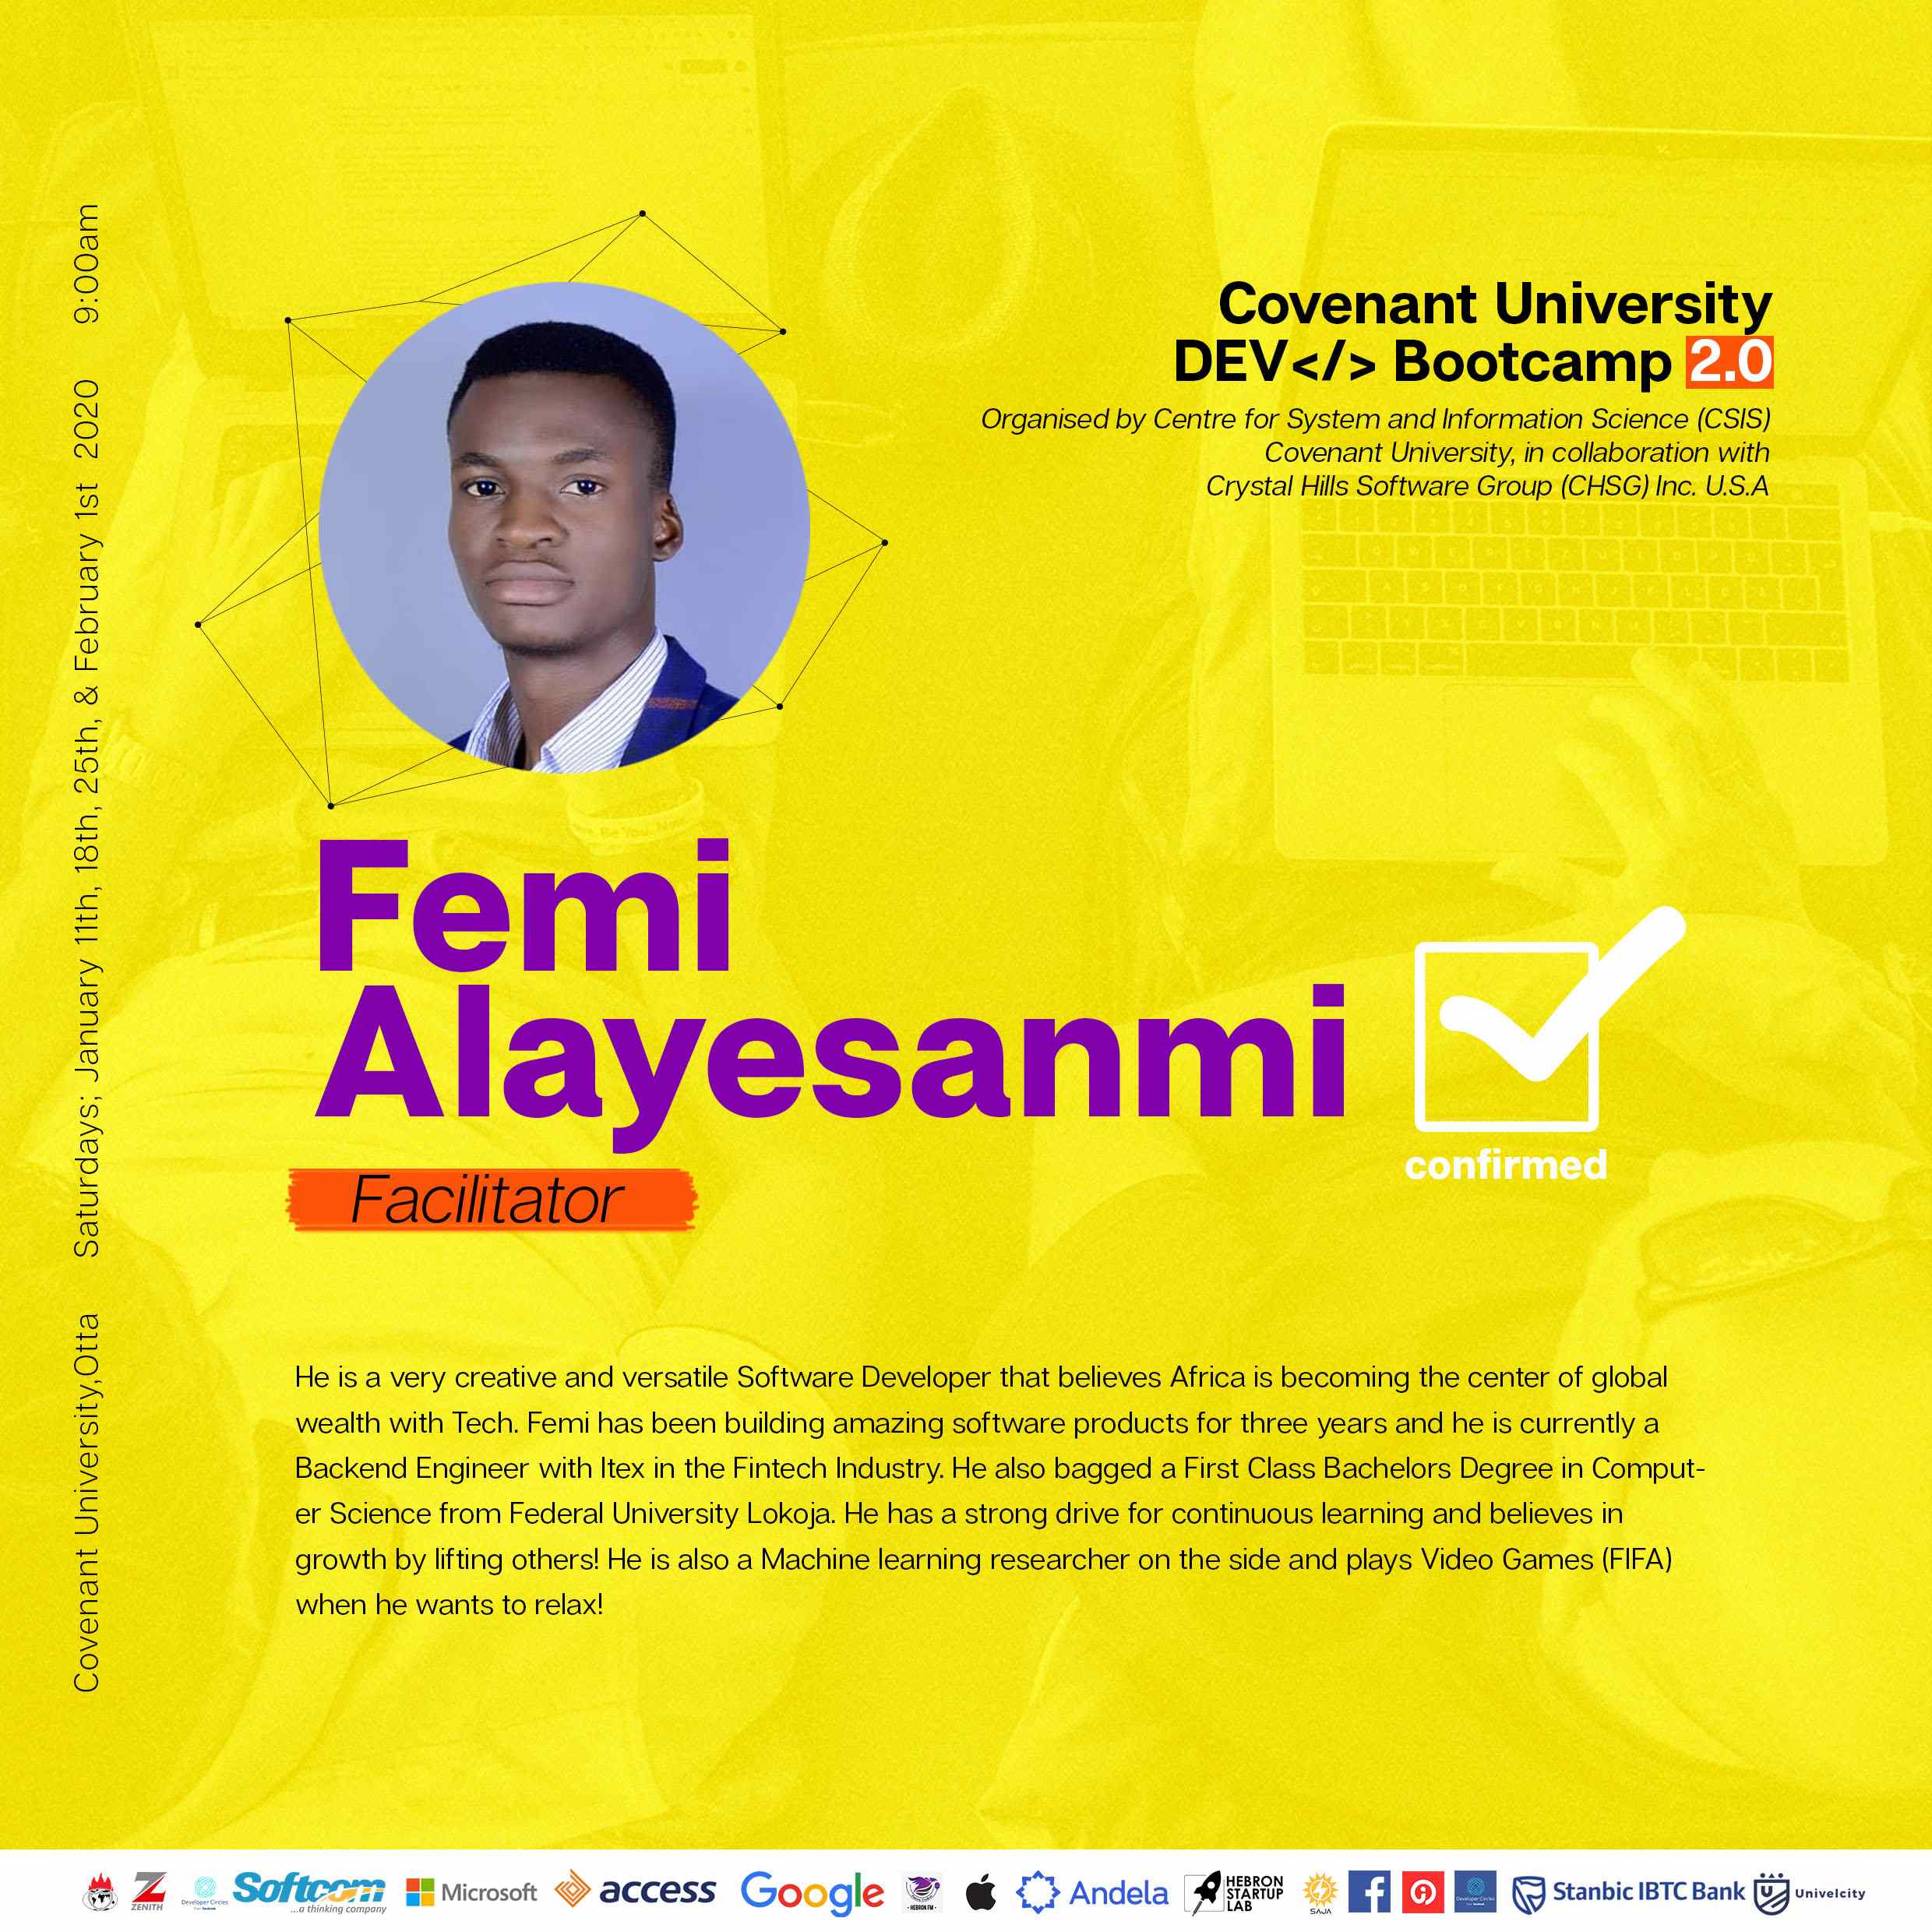 Covenant University
DEV</> Bootcamp 2.0
Organised by Centre for System and Information Science (CSIS)
Covenant University, in collaboration with
Crystal Hills Software Group (CHSG) Inc. U.S.A
Covenant University,Otta Saturdays; January 11th, 18th, 25th, & February 1st 2020 9:00am
Femi
Alayesanmi
confirmed
Facilitator
He is a very creative and versatile Software Developer that believes Africa is becoming the center of global
wealth with Tech. Femi has been building amazing software products for three years and he is currently a
Backend Engineer with Itex in the Fintech Industry. He also bagged a First Class Bachelors Degree in Comput-
er Science from Federal University Lokoja. He has a strong drive for continuous learning and believes in
growth by lifting others! He is also a Machine learning researcher on the side and plays Video Games (FIFA)
when he wants to relax!
ZENITH
Developer Circles
Softcom
...a thinking company
Microsoft
access
Google
HEBRON FM
Andela
HEBRON
STARTUP
LAB
SAJA
Developer Circles
Stanbic IBTC Bank
Univelcity